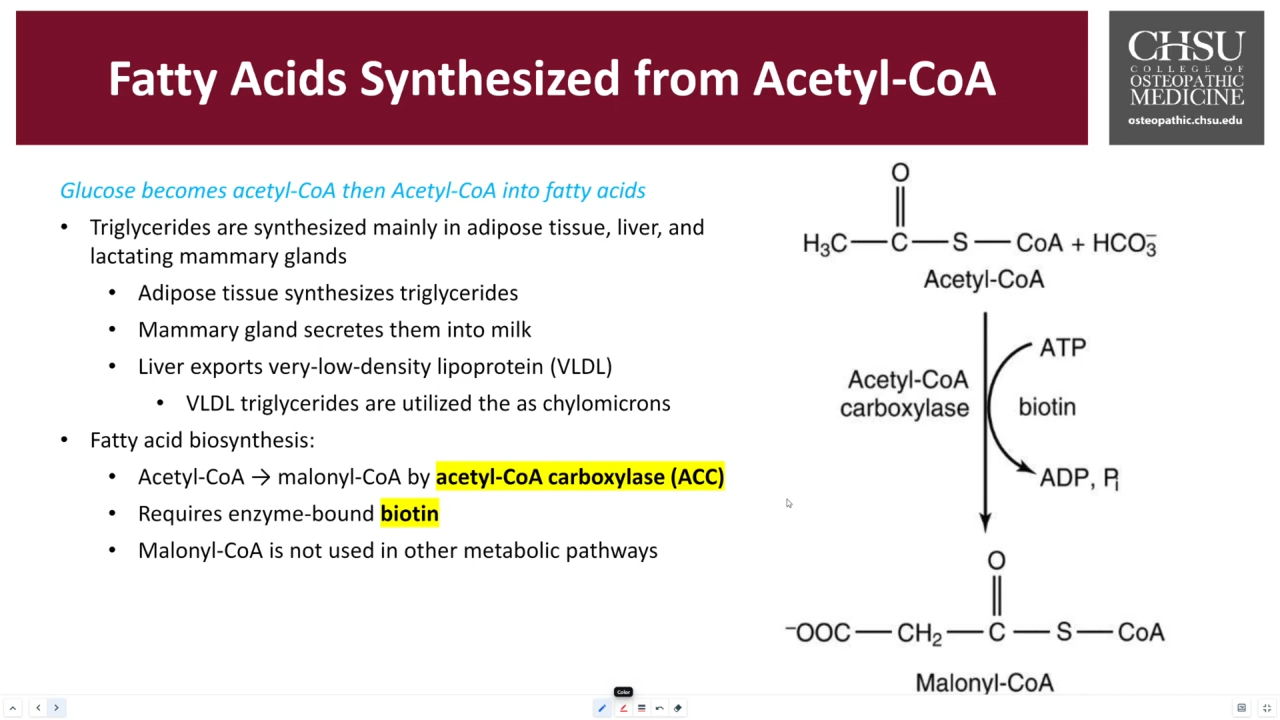 Fatty Acids Synthesized from Acetyl-CoA
CHSU
COLLEGE OF
OSTEOPATHIC
MEDICINE
osteopathic.chsu.edu
Glucose becomes acetyl-CoA then Acetyl-CoA into fatty acids
• Triglycerides are synthesized mainly in adipose tissue, liver, and
lactating mammary glands
• Adipose tissue synthesizes triglycerides
• Mammary gland secretes them into milk
• Liver exports very-low-density lipoprotein (VLDL)
• VLDL triglycerides are utilized the as chylomicrons
• Fatty acid biosynthesis:
• Acetyl-CoA → malonyl-CoA by acetyl-CoA carboxylase (ACC)
• Requires enzyme-bound biotin
• Malonyl-CoA is not used in other metabolic pathways
O
H₃C—C—S—CoA + HCO₃⁻
Acetyl-CoA
ATP
Acetyl-CoA
carboxylase
biotin
ADP, Pᵢ
O
⁻OOC—CH₂—C—S—CoA
Malonyl-CoA
Color